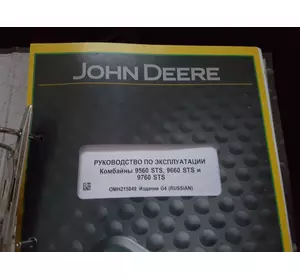 JOHN DEERE
РУКОВОДСТВО ПО ЭКСПЛУАТАЦИИ
Комбайны 9560 STS, 9660 STS и
9760 STS
OMH215849 Издание G4 (RUSSIAN)